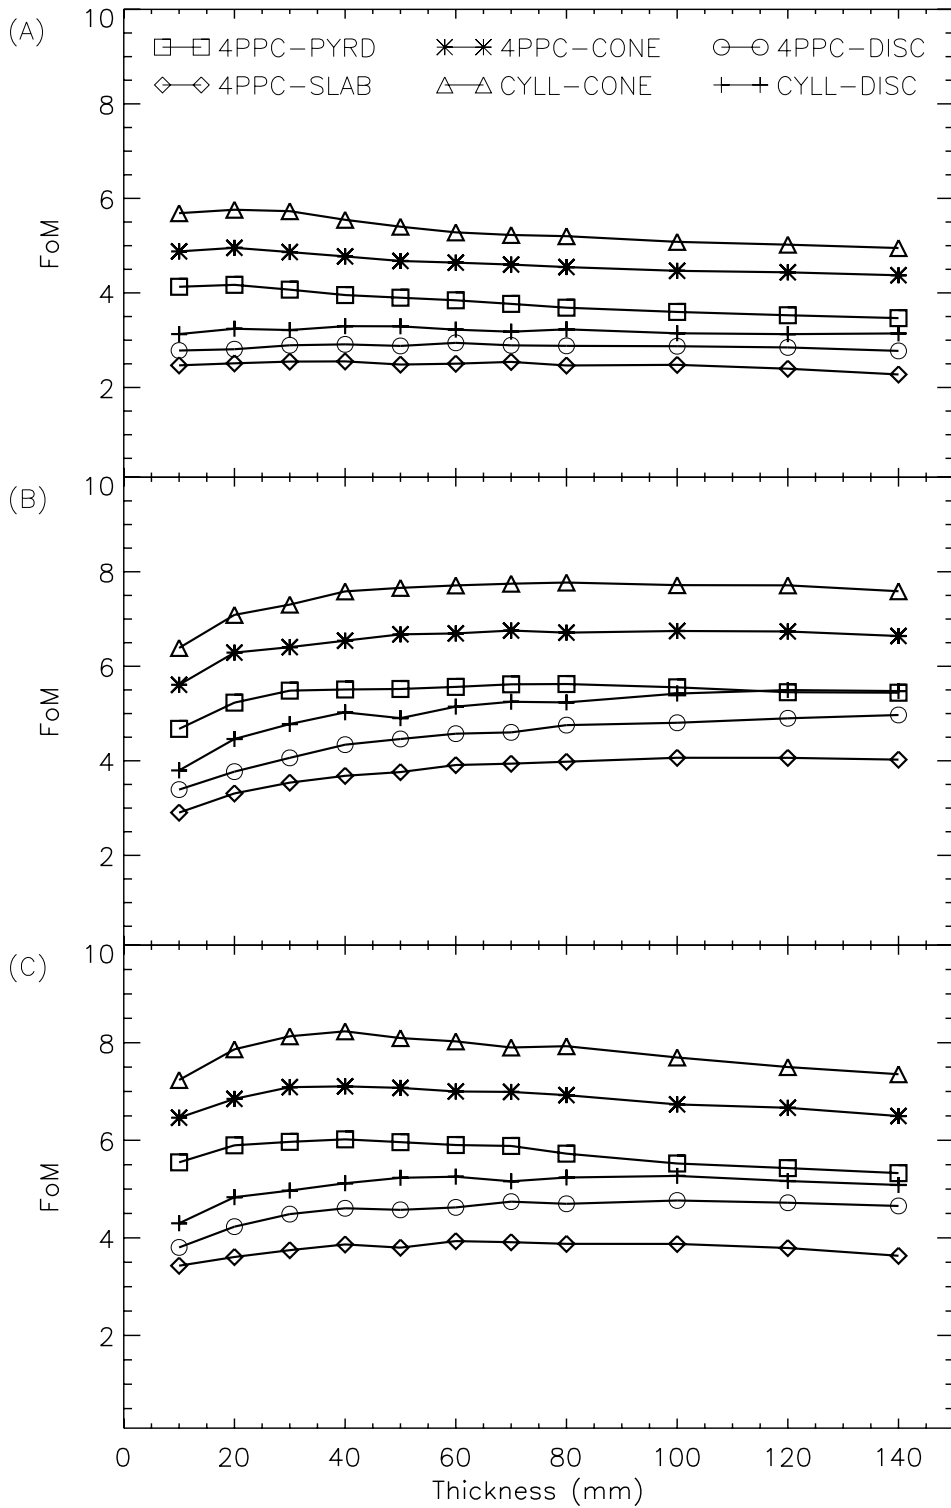 (A)
10
4PPC-PYRD 4PPC-CONE 4PPC-DISC
4PPC-SLAB CYLL-CONE CYLL-DISC
8
6
FoM
4
2
(B)
10
8
6
FoM
4
2
(C)
10
8
6
FoM
4
2
0 20 40 60 80 100 120 140
Thickness (mm)